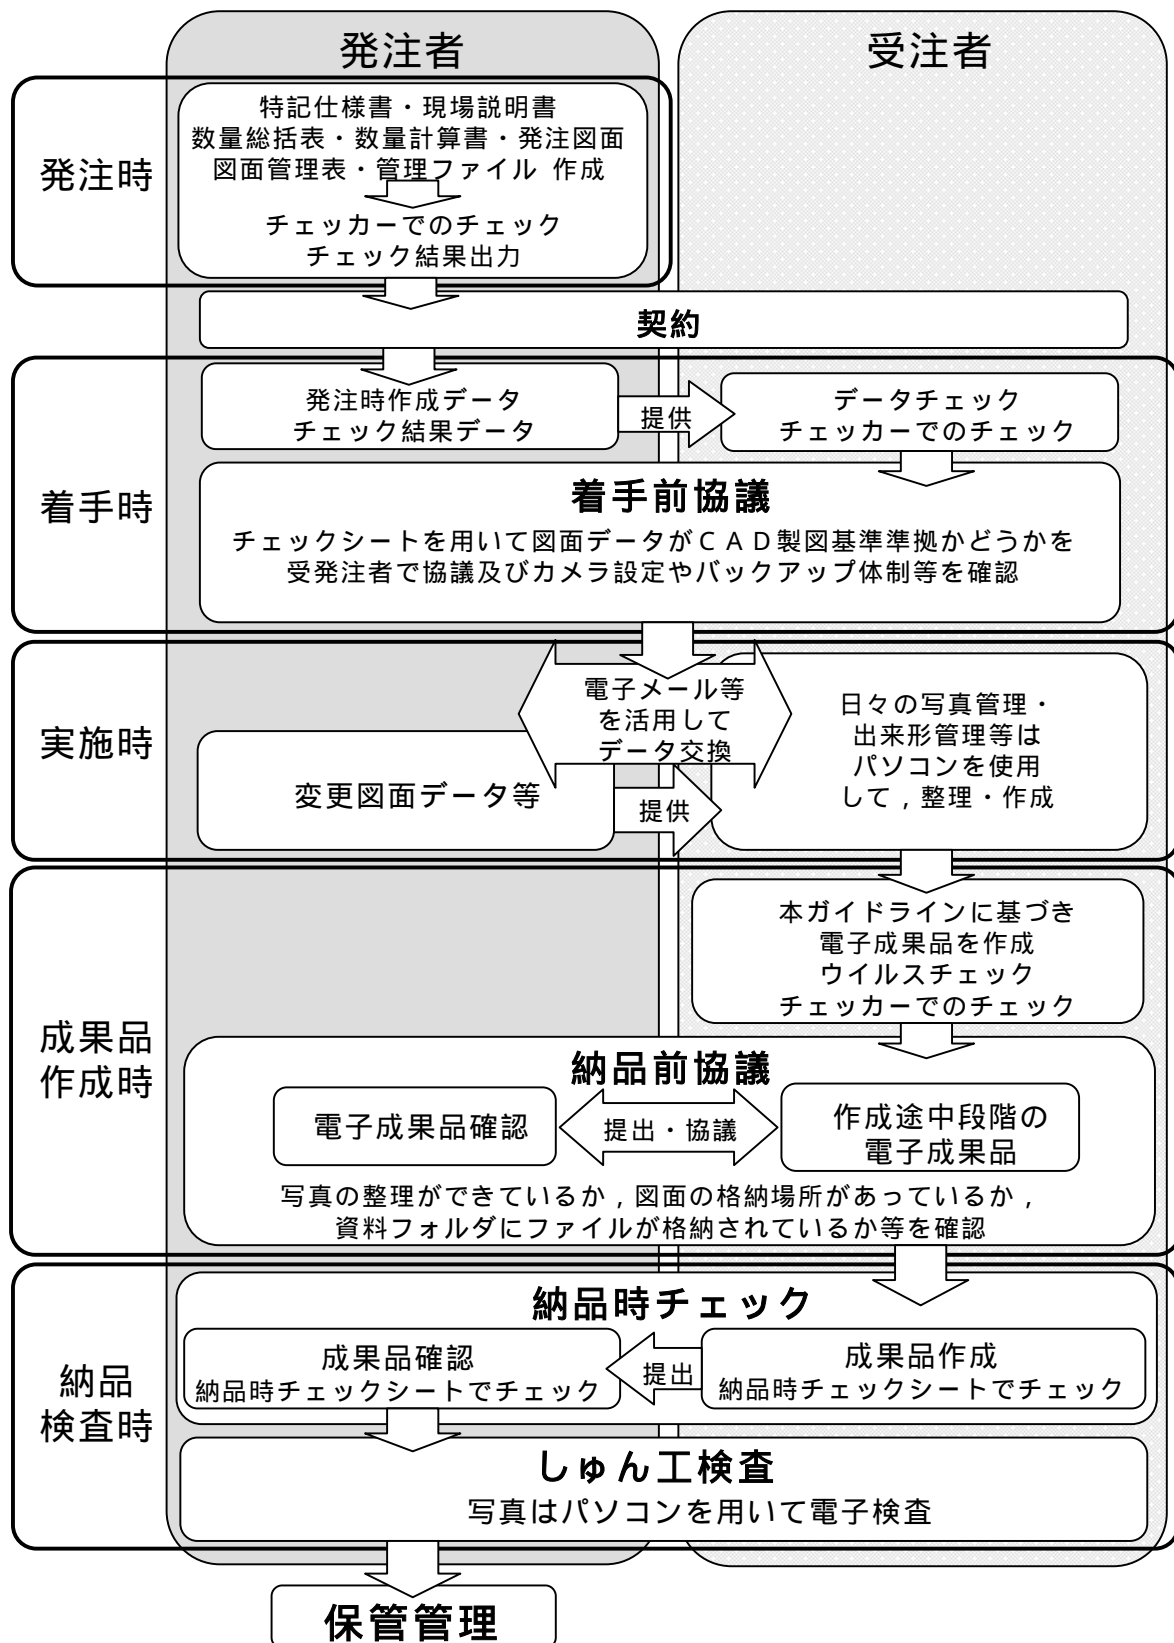 発注者
受注者
発注時
特記仕様書・現場説明書
数量総括表・数量計算書・発注図面
図面管理表・管理ファイル 作成
チェッカーでのチェック
チェック結果出力
契約
着手時
発注時作成データ
チェック結果データ
提供
データチェック
チェッカーでのチェック
着手前協議
チェックシートを用いて図面データがＣＡＤ製図基準準拠かどうかを
受発注者で協議及びカメラ設定やバックアップ体制等を確認
実施時
電子メール等
を活用して
データ交換
変更図面データ等
提供
日々の写真管理・
出来形管理等は
パソコンを使用
して，整理・作成
成果品
作成時
本ガイドラインに基づき
電子成果品を作成
ウイルスチェック
チェッカーでのチェック
納品前協議
電子成果品確認
提出・協議
作成途中段階の
電子成果品
写真の整理ができているか，図面の格納場所があっているか，
資料フォルダにファイルが格納されているか等を確認
納品
検査時
納品時チェック
成果品確認
納品時チェックシートでチェック
提出
成果品作成
納品時チェックシートでチェック
しゅん工検査
写真はパソコンを用いて電子検査
保管管理